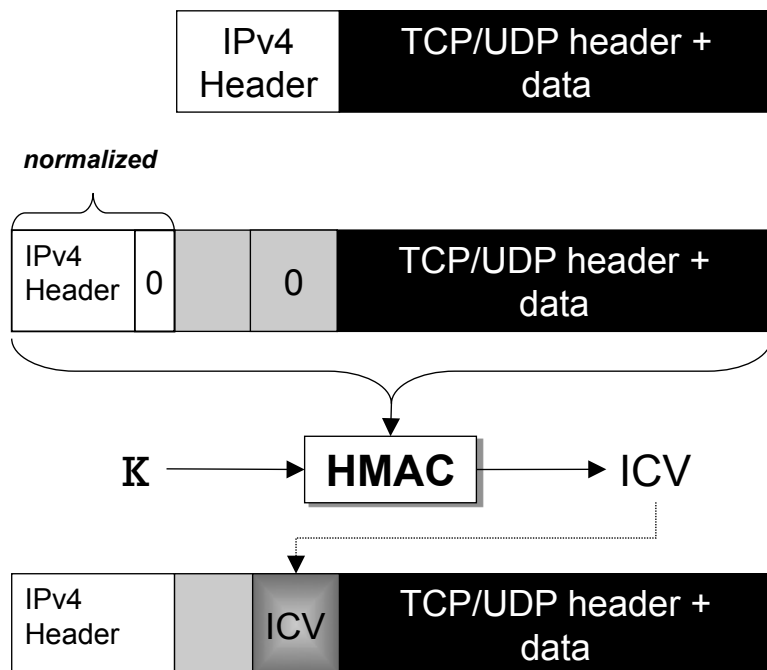 IPv4
Header
TCP/UDP header +
data
normalized
IPv4
Header
0
0
TCP/UDP header +
data
K
HMAC
ICV
IPv4
Header
ICV
TCP/UDP header +
data